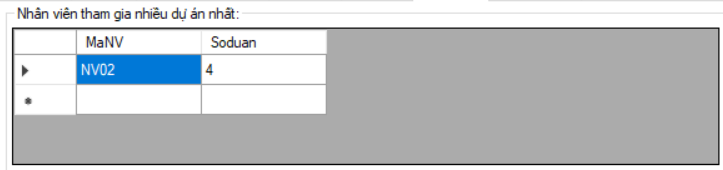 Nhân viên tham gia nhiều dự án nhất:
MaNV Soduan
NV02 4